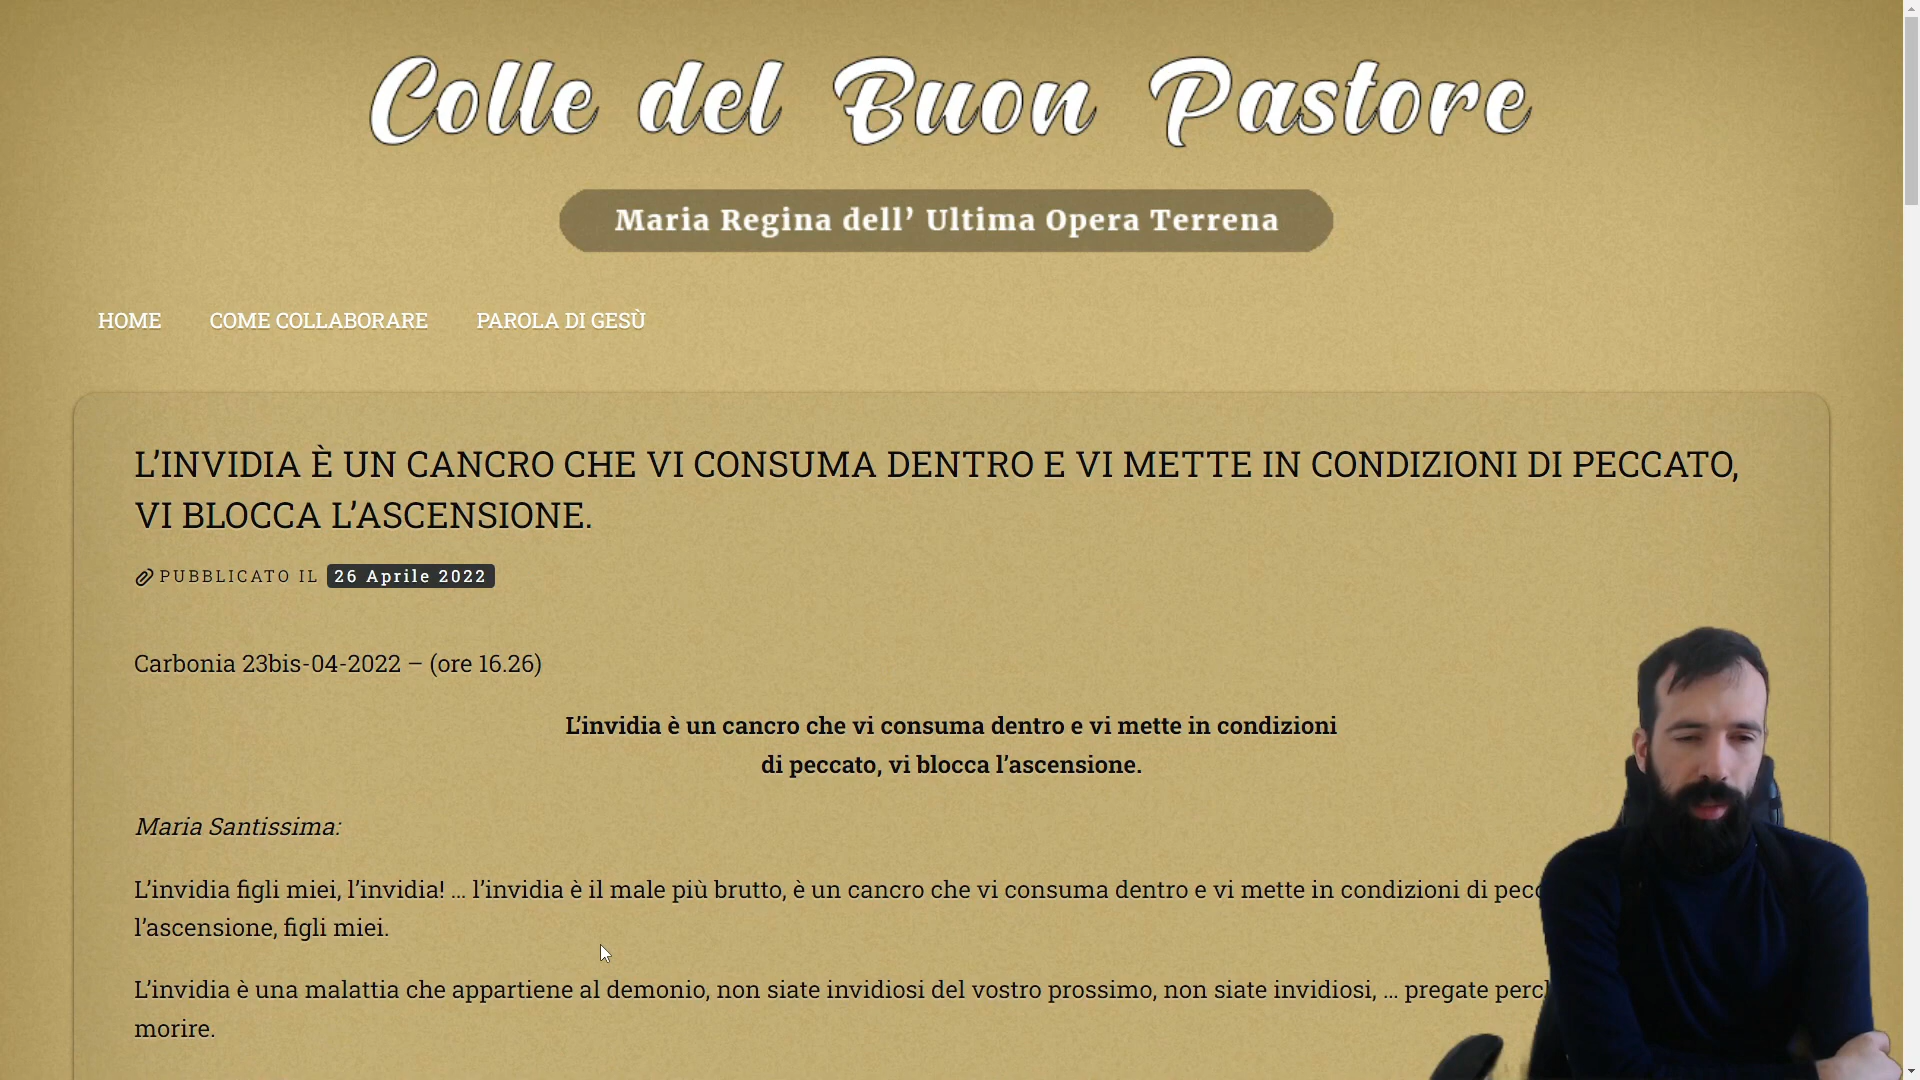 Colle del Buon Pastore
Maria Regina dell’ Ultima Opera Terrena
HOME COME COLLABORARE PAROLA DI GESÙ
L’INVIDIA È UN CANCRO CHE VI CONSUMA DENTRO E VI METTE IN CONDIZIONI DI PECCATO,
VI BLOCCA L’ASCENSIONE.
PUBBLICATO IL 26 Aprile 2022
Carbonia 23bis-04-2022 – (ore 16.26)
L’invidia è un cancro che vi consuma dentro e vi mette in condizioni
di peccato, vi blocca l’ascensione.
Maria Santissima:
L’invidia figli miei, l’invidia! … l’invidia è il male più brutto, è un cancro che vi consuma dentro e vi mette in condizioni di
l’ascensione, figli miei.
L’invidia è una malattia che appartiene al demonio, non siate invidiosi del vostro prossimo, non siate invidiosi, … pregate
morire.